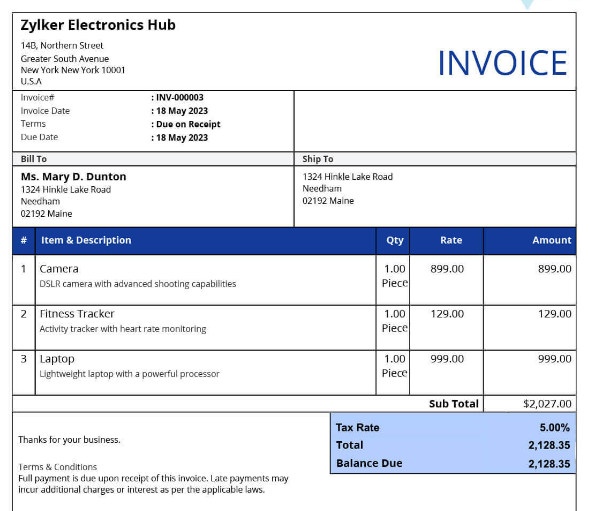 Zylker Electronics Hub
14B, Northern Street
Greater South Avenue
New York New York 10001
U.S.A
INVOICE
Invoice# : INV-000003
Invoice Date : 18 May 2023
Terms : Due on Receipt
Due Date : 18 May 2023
Bill To
Ship To
Ms. Mary D. Dunton
1324 Hinkle Lake Road
Needham
02192 Maine
1324 Hinkle Lake Road
Needham
02192 Maine
# Item & Description Qty Rate Amount
1 Camera 1.00 899.00 899.00
DSLR camera with advanced shooting capabilities Piece
2 Fitness Tracker 1.00 129.00 129.00
Activity tracker with heart rate monitoring Piece
3 Laptop 1.00 999.00 999.00
Lightweight laptop with a powerful processor Piece
Sub Total $2,027.00
Tax Rate 5.00%
Total 2,128.35
Balance Due 2,128.35
Thanks for your business.
Terms & Conditions
Full payment is due upon receipt of this invoice. Late payments may
incur additional charges or interest as per the applicable laws.